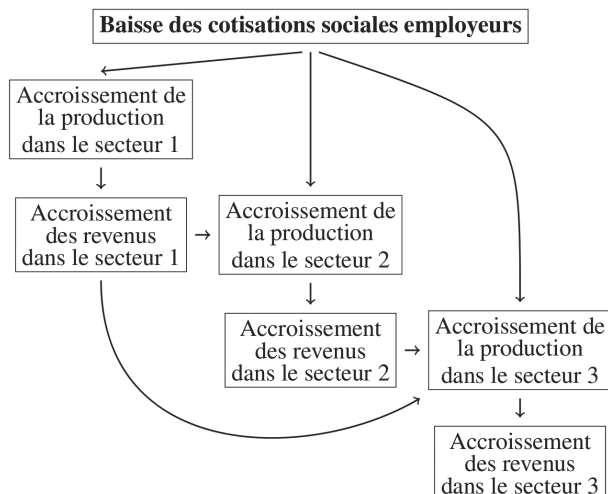 Baisse des cotisations sociales employeurs
Accroissement de
la production
dans le secteur 1
Accroissement
des revenus
dans le secteur 1
Accroissement de
la production
dans le secteur 2
Accroissement
des revenus
dans le secteur 2
Accroissement de
la production
dans le secteur 3
Accroissement
des revenus
dans le secteur 3